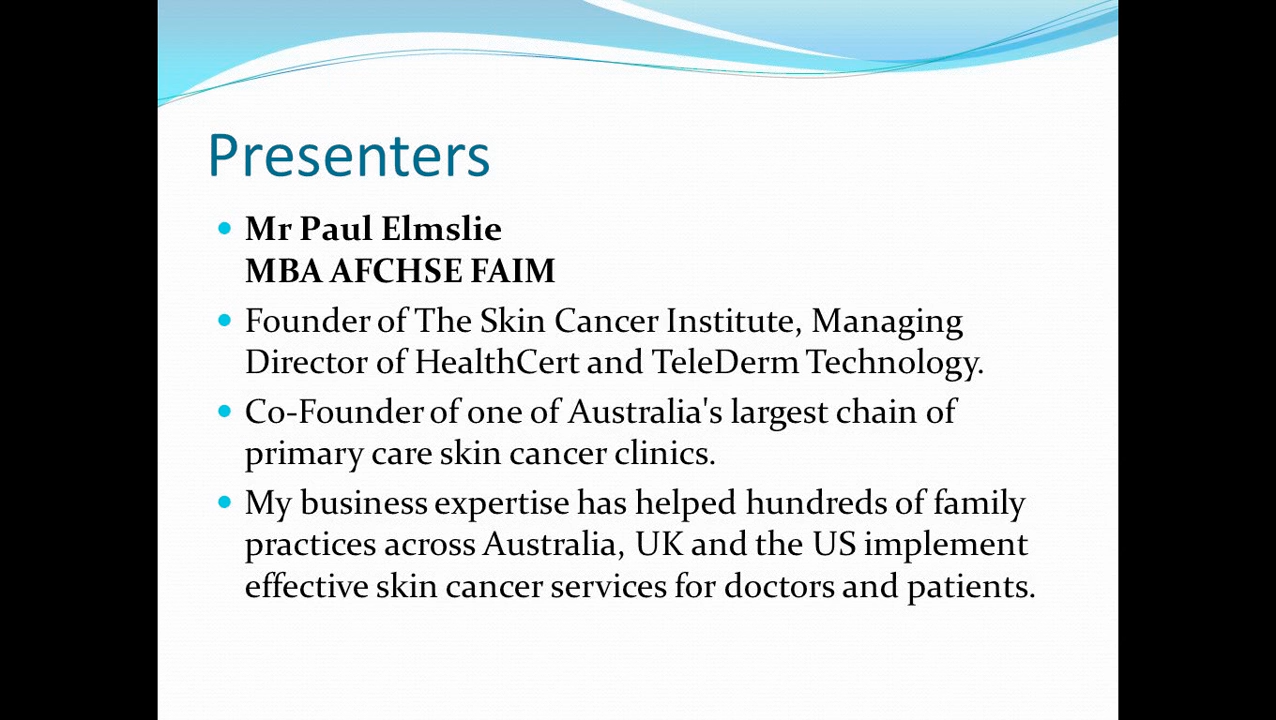 Presenters
Mr Paul Elmslie
MBA AFCHSE FAIM
Founder of The Skin Cancer Institute, Managing
Director of HealthCert and TeleDerm Technology.
Co-Founder of one of Australia's largest chain of
primary care skin cancer clinics.
My business expertise has helped hundreds of family
practices across Australia, UK and the US implement
effective skin cancer services for doctors and patients.